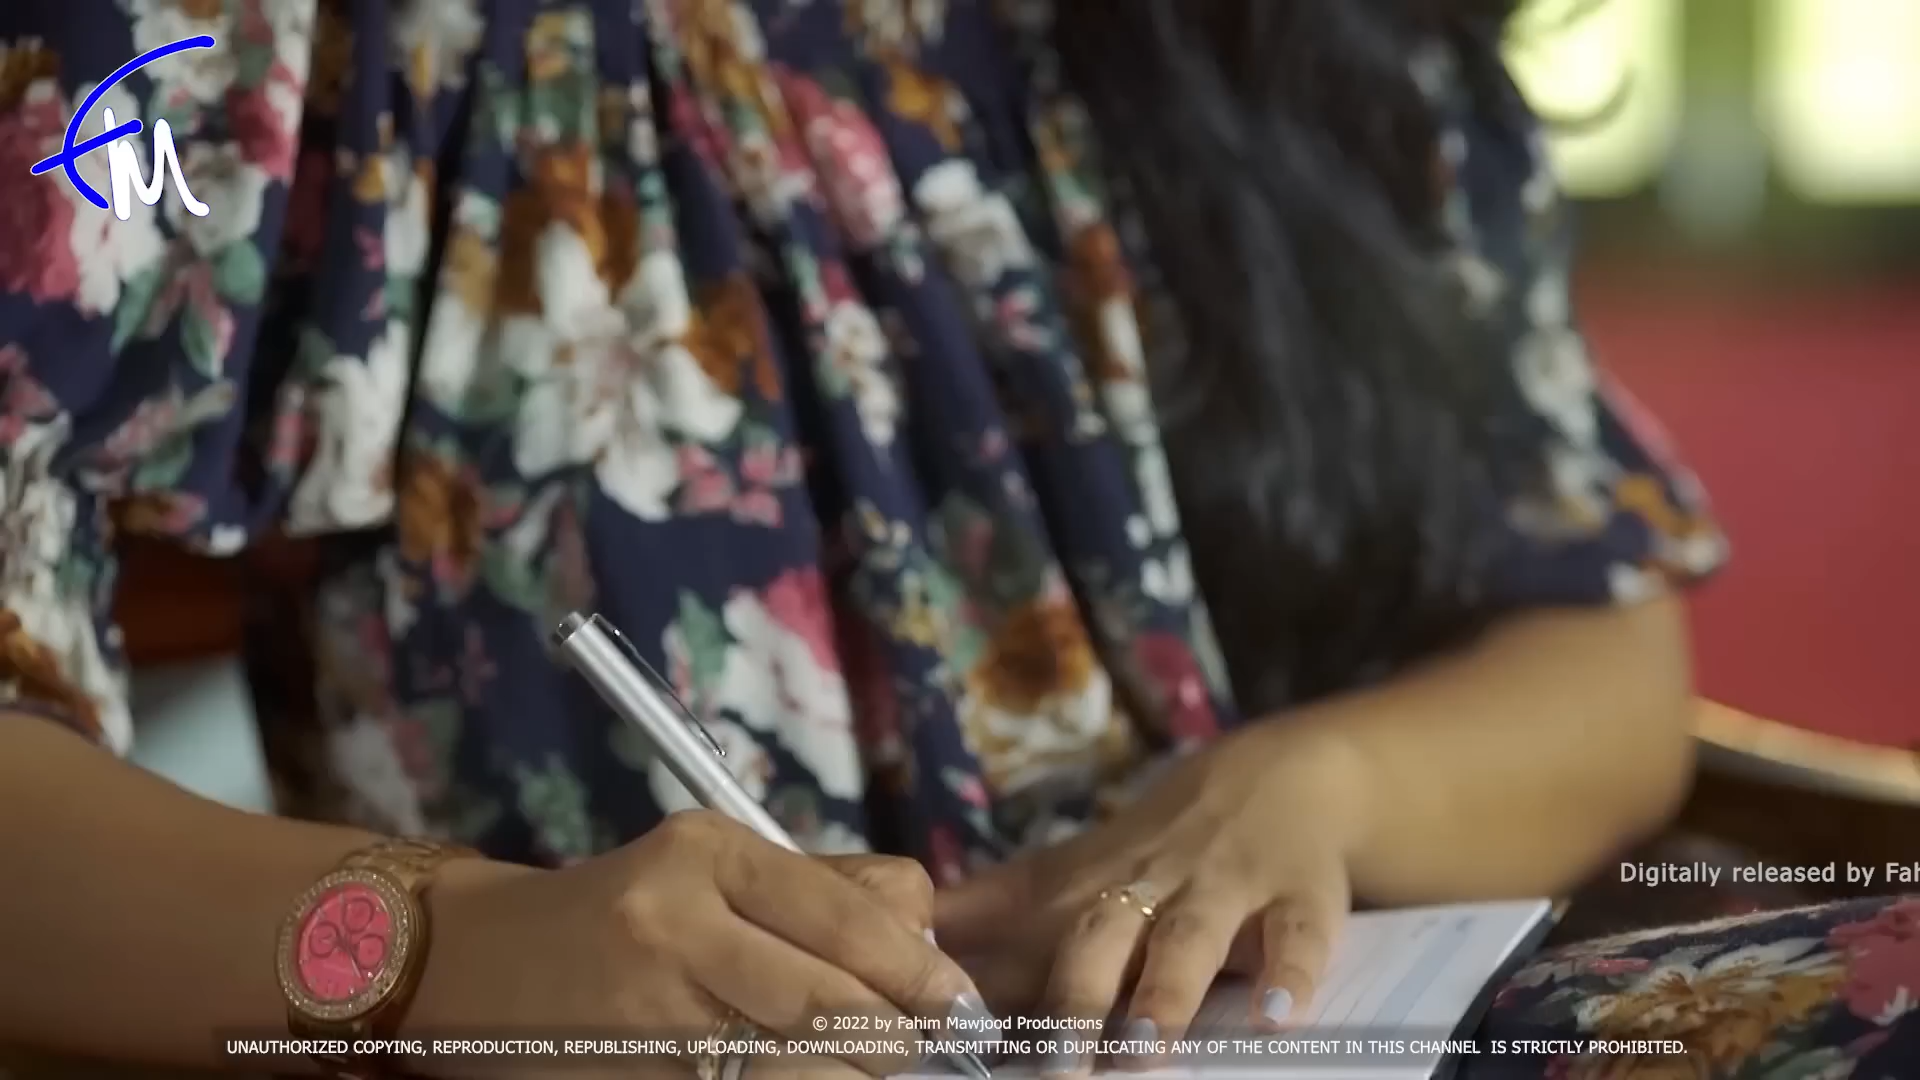 FM
Digitally released by Fah
© 2022 by Fahim Mawjood Productions
UNAUTHORIZED COPYING, REPRODUCTION, REPUBLISHING, UPLOADING, DOWNLOADING, TRANSMITTING OR DUPLICATING ANY OF THE CONTENT IN THIS CHANNEL IS STRICTLY PROHIBITED.